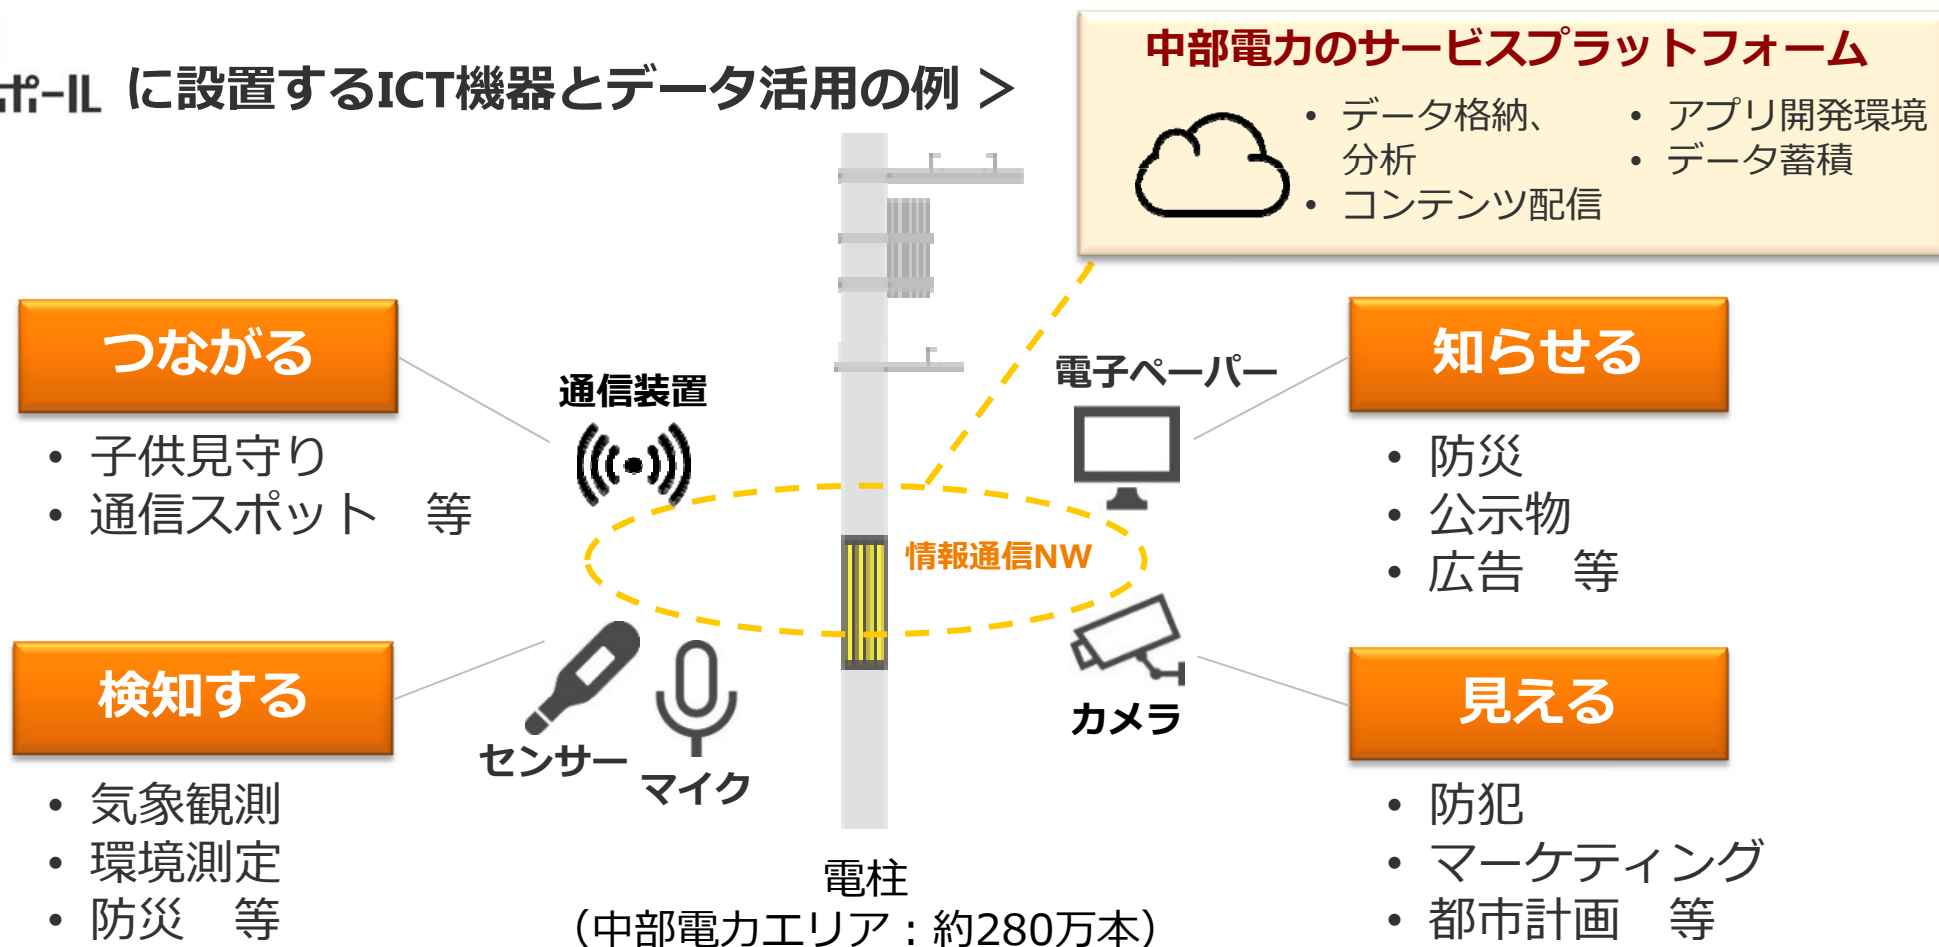 ポール に設置するICT機器とデータ活用の例 >
中部電力のサービスプラットフォーム
• データ格納、
分析
• コンテンツ配信
• アプリ開発環境
• データ蓄積
つながる
• 子供見守り
• 通信スポット 等
通信装置
電子ペーパー
知らせる
• 防災
• 公示物
• 広告 等
情報通信NW
検知する
• 気象観測
• 環境測定
• 防災 等
センサー
マイク
カメラ
見える
• 防犯
• マーケティング
• 都市計画 等
電柱
（中部電力エリア：約280万本）